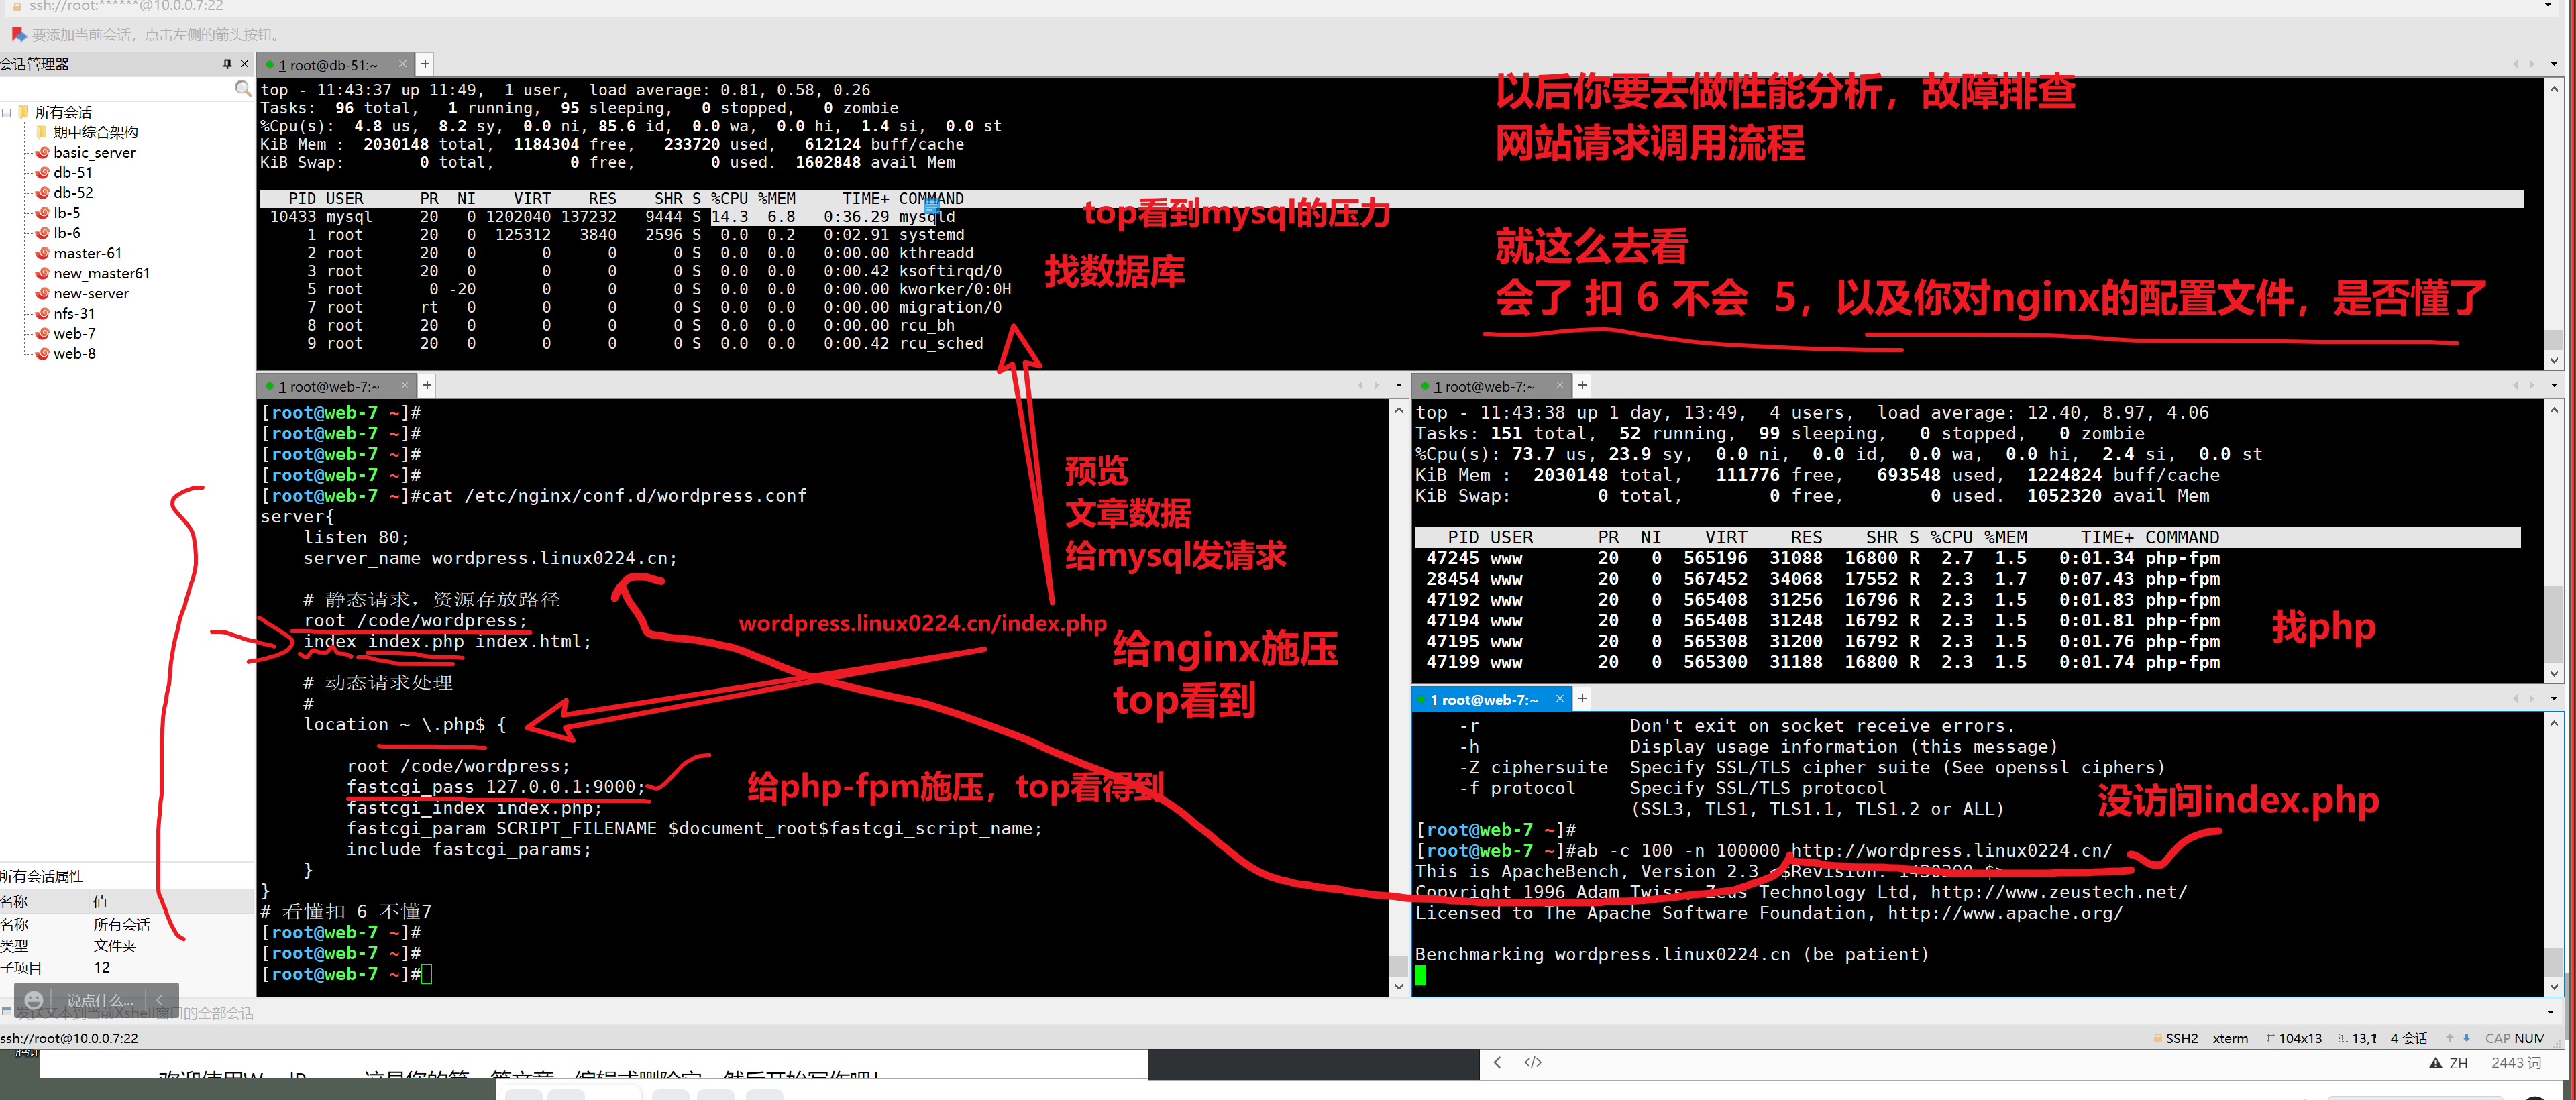 ssh://root:******@10.0.0.7:22
要添加当前会话，点击左侧的箭头按钮。
会话管理器
所有会话
期中综合架构
basic_server
db-51
db-52
lb-5
lb-6
master-61
new_master61
new-server
nfs-31
web-7
web-8
所有会话属性
名称 值
名称 所有会话
类型 文件夹
子项目 12
说点什么...
1 root@db-51:~ × +
top - 11:43:37 up 11:49,  1 user,  load average: 0.81, 0.58, 0.26
Tasks:  96 total,   1 running,  95 sleeping,   0 stopped,   0 zombie
%Cpu(s):  4.8 us,  8.2 sy,  0.0 ni, 85.6 id,  0.0 wa,  0.0 hi,  1.4 si,  0.0 st
KiB Mem :  2030148 total,  1184304 free,   233720 used,   612124 buff/cache
KiB Swap:        0 total,        0 free,        0 used.  1602848 avail Mem
PID USER PR NI VIRT RES SHR S %CPU %MEM TIME+ COMMAND
10433 mysql 20 0 1202040 137232 9444 S 14.3 6.8 0:36.29 mysqld
1 root 20 0 125312 3840 2596 S 0.0 0.2 0:02.91 systemd
2 root 20 0 0 0 0 S 0.0 0.0 0:00.00 kthreadd
3 root 20 0 0 0 0 S 0.0 0.0 0:00.42 ksoftirqd/0
5 root 0 -20 0 0 0 S 0.0 0.0 0:00.00 kworker/0:0H
7 root rt 0 0 0 0 S 0.0 0.0 0:00.00 migration/0
8 root 20 0 0 0 0 S 0.0 0.0 0:00.00 rcu_bh
9 root 20 0 0 0 0 S 0.0 0.0 0:00.42 rcu_sched
top看到mysql的压力
找数据库
以后你要去做性能分析，故障排查
网站请求调用流程
就这么去看
会了 扣 6 不会 5，以及你对nginx的配置文件，是否懂了
1 root@web-7:~ × +
[root@web-7 ~]#
[root@web-7 ~]#
[root@web-7 ~]#
[root@web-7 ~]#
[root@web-7 ~]#cat /etc/nginx/conf.d/wordpress.conf
server{
listen 80;
server_name wordpress.linux0224.cn;
# 静态请求，资源存放路径
root /code/wordpress;
index index.php index.html;
# 动态请求处理
#
location ~ \.php$ {
root /code/wordpress;
fastcgi_pass 127.0.0.1:9000;
fastcgi_index index.php;
fastcgi_param SCRIPT_FILENAME $document_root$fastcgi_script_name;
include fastcgi_params;
}
}
# 看懂扣 6 不懂7
[root@web-7 ~]#
[root@web-7 ~]#
[root@web-7 ~]#
预览
文章数据
给mysql发请求
wordpress.linux0224.cn/index.php
给nginx施压
top看到
给php-fpm施压，top看得到
1 root@web-7:~ × +
top - 11:43:38 up 1 day, 13:49,  4 users,  load average: 12.40, 8.97, 4.06
Tasks: 151 total,  52 running,  99 sleeping,   0 stopped,   0 zombie
%Cpu(s): 73.7 us, 23.9 sy,  0.0 ni,  0.0 id,  0.0 wa,  0.0 hi,  2.4 si,  0.0 st
KiB Mem :  2030148 total,   111776 free,   693548 used,  1224824 buff/cache
KiB Swap:        0 total,        0 free,        0 used.  1052320 avail Mem
PID USER PR NI VIRT RES SHR S %CPU %MEM TIME+ COMMAND
47245 www 20 0 565196 31088 16800 R 2.7 1.5 0:01.34 php-fpm
28454 www 20 0 567452 34068 17552 R 2.3 1.7 0:07.43 php-fpm
47192 www 20 0 565408 31256 16796 R 2.3 1.5 0:01.83 php-fpm
47194 www 20 0 565408 31248 16792 R 2.3 1.5 0:01.81 php-fpm
47195 www 20 0 565308 31200 16792 R 2.3 1.5 0:01.76 php-fpm
47199 www 20 0 565300 31188 16800 R 2.3 1.5 0:01.74 php-fpm
找php
1 root@web-7:~ × +
-r Don't exit on socket receive errors.
-h Display usage information (this message)
-Z ciphersuite Specify SSL/TLS cipher suite (See openssl ciphers)
-f protocol Specify SSL/TLS protocol
(SSL3, TLS1, TLS1.1, TLS1.2 or ALL)
[root@web-7 ~]#
[root@web-7 ~]#ab -c 100 -n 100000 http://wordpress.linux0224.cn/
This is ApacheBench, Version 2.3 <$Revision: 1430300 $>
Copyright 1996 Adam Twiss, Zeus Technology Ltd, http://www.zeustech.net/
Licensed to The Apache Software Foundation, http://www.apache.org/
Benchmarking wordpress.linux0224.cn (be patient)
没访问index.php
发送文本到当前Xshell窗口的全部会话
ssh://root@10.0.0.7:22
SSH2 xterm 104x13 13,1 4 会话 CAP NUM
ZH 2443 词